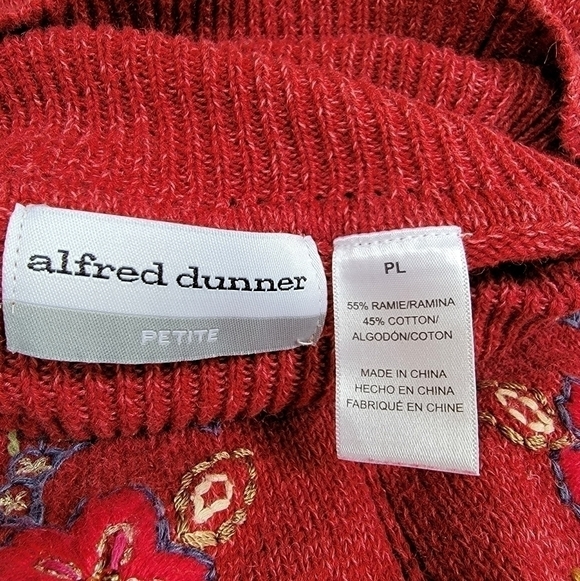 alfred dunner
PETITE
PL
55% RAMIE/RAMINA
45% COTTON/
ALGODÓN/COTON
MADE IN CHINA
HECHO EN CHINA
FABRIQUÉ EN CHINE